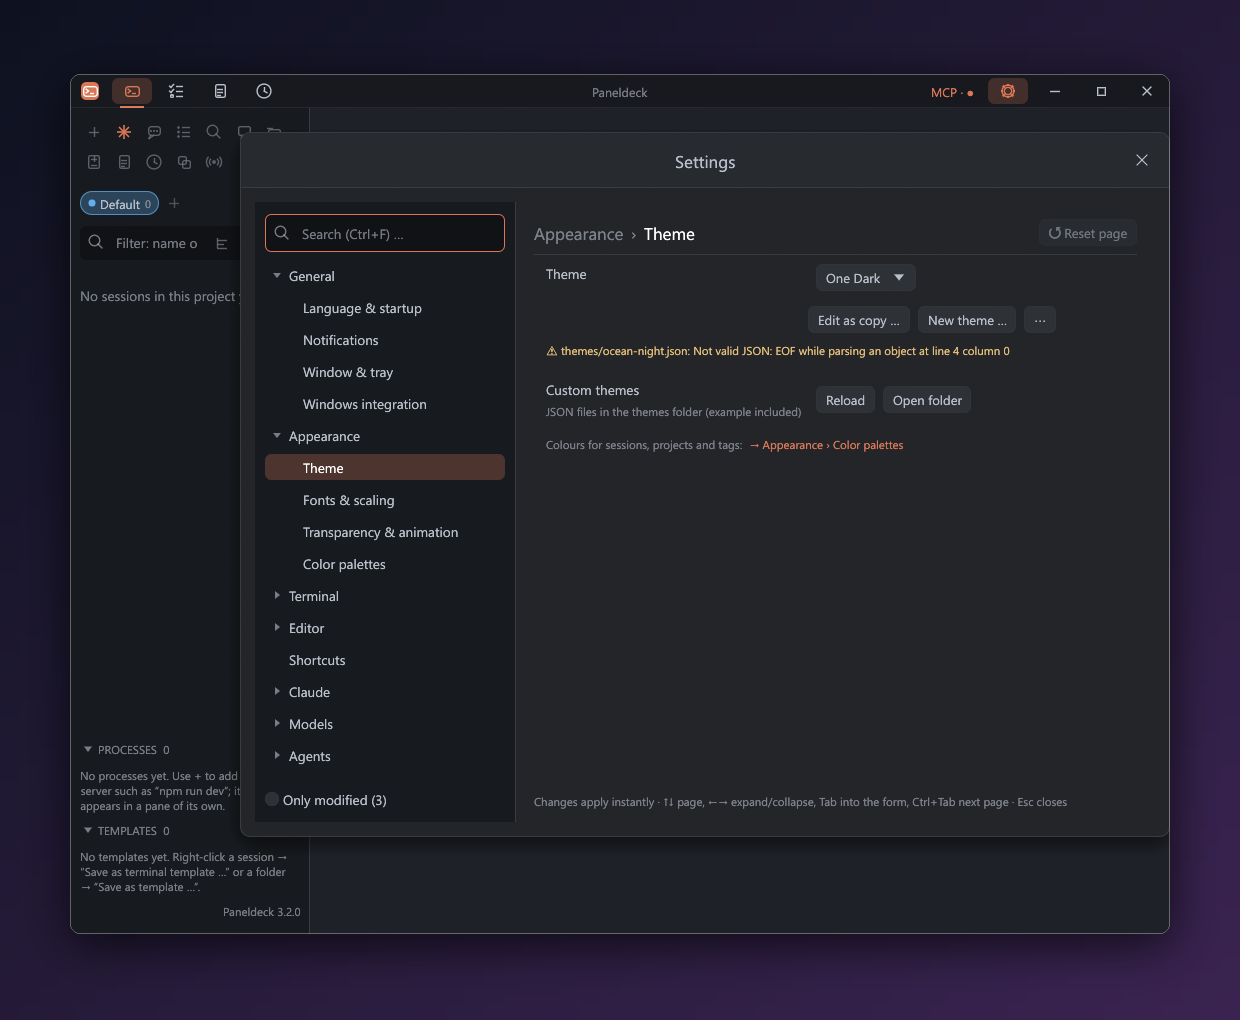 Paneldeck
MCP ·
Settings
Default 0
Filter: name o
No sessions in this project
Search (Ctrl+F) ...
General
Language & startup
Notifications
Window & tray
Windows integration
Appearance
Theme
Fonts & scaling
Transparency & animation
Color palettes
Terminal
Editor
Shortcuts
Claude
Models
Agents
Only modified (3)
Appearance › Theme
Reset page
Theme
One Dark
Edit as copy ...
New theme ...
...
⚠ themes/ocean-night.json: Not valid JSON: EOF while parsing an object at line 4 column 0
Custom themes
JSON files in the themes folder (example included)
Reload
Open folder
Colours for sessions, projects and tags: → Appearance › Color palettes
Changes apply instantly · ↑↓ page, ←→ expand/collapse, Tab into the form, Ctrl+Tab next page · Esc closes
PROCESSES 0
No processes yet. Use + to add
server such as “npm run dev”; it
appears in a pane of its own.
TEMPLATES 0
No templates yet. Right-click a session →
“Save as terminal template ...” or a folder
→ “Save as template ...”.
Paneldeck 3.2.0